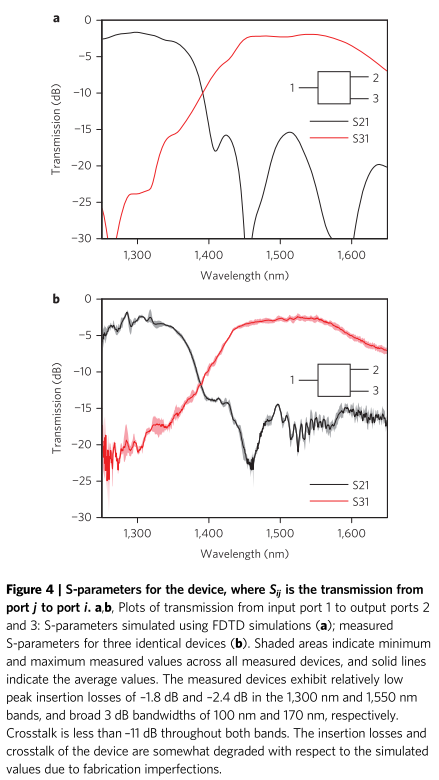 a
0
−5
−10
−15
−20
−25
−30
Transmission (dB)
1
2
3
S21
S31
1,300
1,400
1,500
1,600
Wavelength (nm)
b
0
−5
−10
−15
−20
−25
−30
Transmission (dB)
1
2
3
S21
S31
1,300
1,400
1,500
1,600
Wavelength (nm)
Figure 4 | S-parameters for the device, where Sij is the transmission from
port j to port i. a,b, Plots of transmission from input port 1 to output ports 2
and 3: S-parameters simulated using FDTD simulations (a); measured
S-parameters for three identical devices (b). Shaded areas indicate minimum
and maximum measured values across all measured devices, and solid lines
indicate the average values. The measured devices exhibit relatively low
peak insertion losses of −1.8 dB and −2.4 dB in the 1,300 nm and 1,550 nm
bands, and broad 3 dB bandwidths of 100 nm and 170 nm, respectively.
Crosstalk is less than −11 dB throughout both bands. The insertion losses and
crosstalk of the device are somewhat degraded with respect to the simulated
values due to fabrication imperfections.